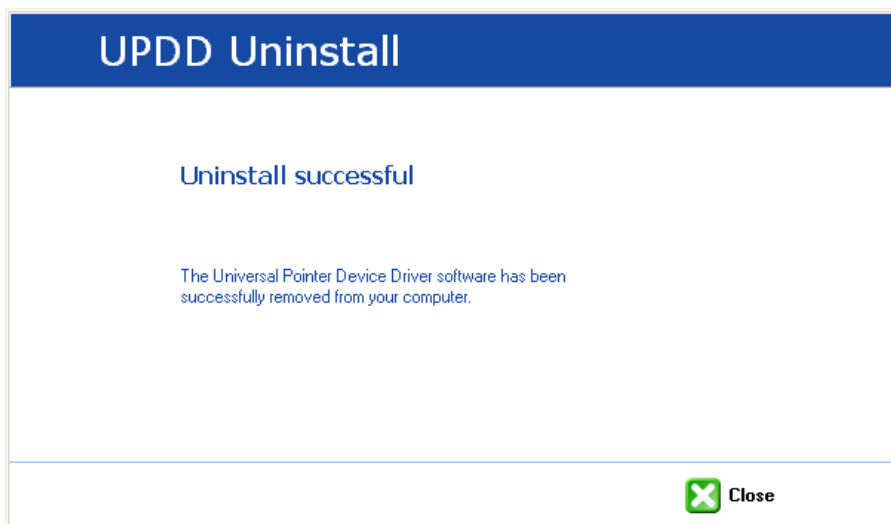 UPDD Uninstall
Uninstall successful
The Universal Pointer Device Driver software has been
successfully removed from your computer.
Close